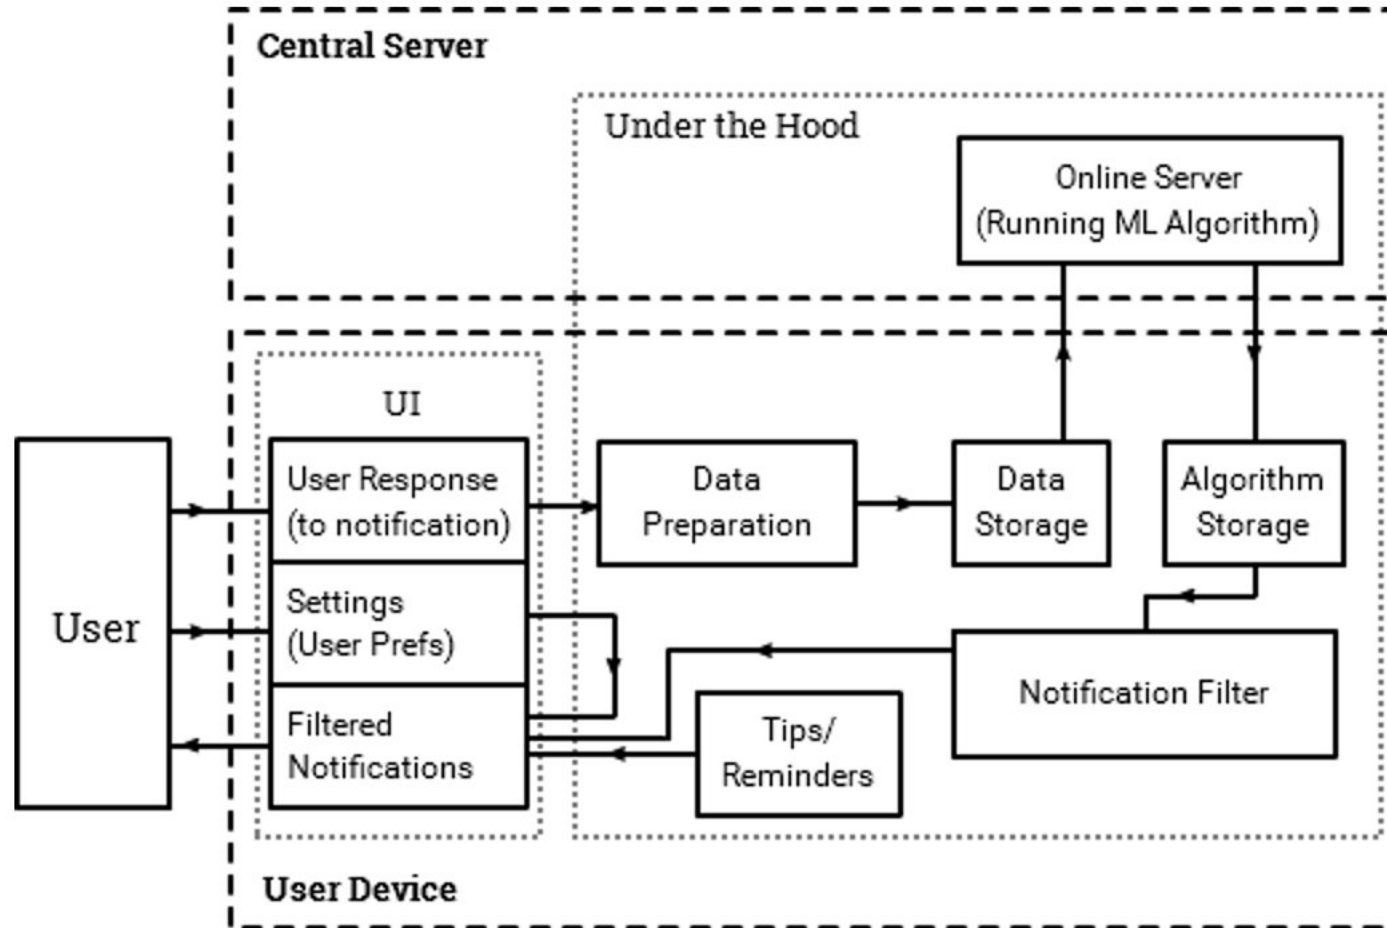 Central Server
Under the Hood
Online Server
(Running ML Algorithm)
UI
User
User Response
(to notification)
Settings
(User Prefs)
Filtered
Notifications
Data
Preparation
Data
Storage
Algorithm
Storage
Notification Filter
Tips/
Reminders
User Device